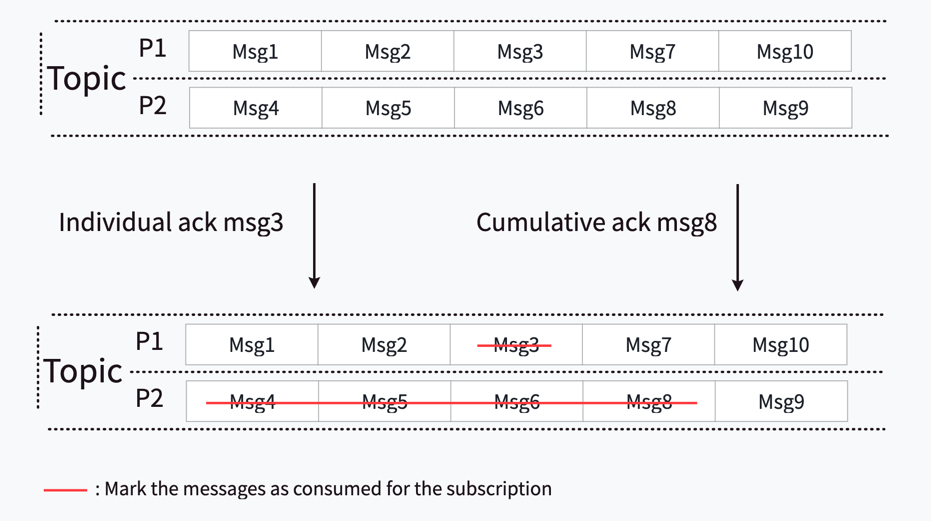 P1 Msg1 Msg2 Msg3 Msg7 Msg10
Topic
P2 Msg4 Msg5 Msg6 Msg8 Msg9
Individual ack msg3
Cumulative ack msg8
P1 Msg1 Msg2 Msg3 Msg7 Msg10
Topic
P2 Msg4 Msg5 Msg6 Msg8 Msg9
: Mark the messages as consumed for the subscription